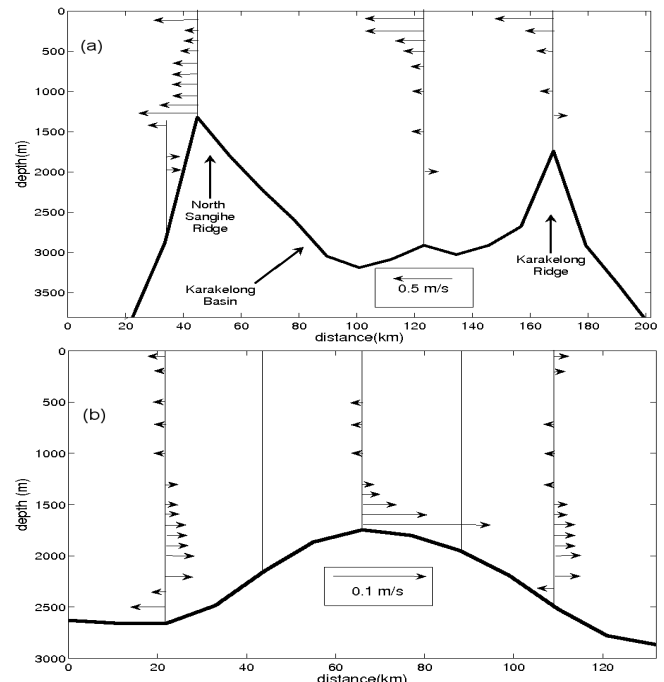 (a)
depth(m)
0
500
1000
1500
2000
2500
3000
3500
North
Sangihe
Ridge
Karakelong
Basin
0.5 m/s
Karakelong
Ridge
0
20
40
60
80
100
120
140
160
180
200
distance(km)
(b)
depth (m)
0
500
1000
1500
2000
2500
3000
0.1 m/s
0
20
40
60
80
100
120
distance(km)